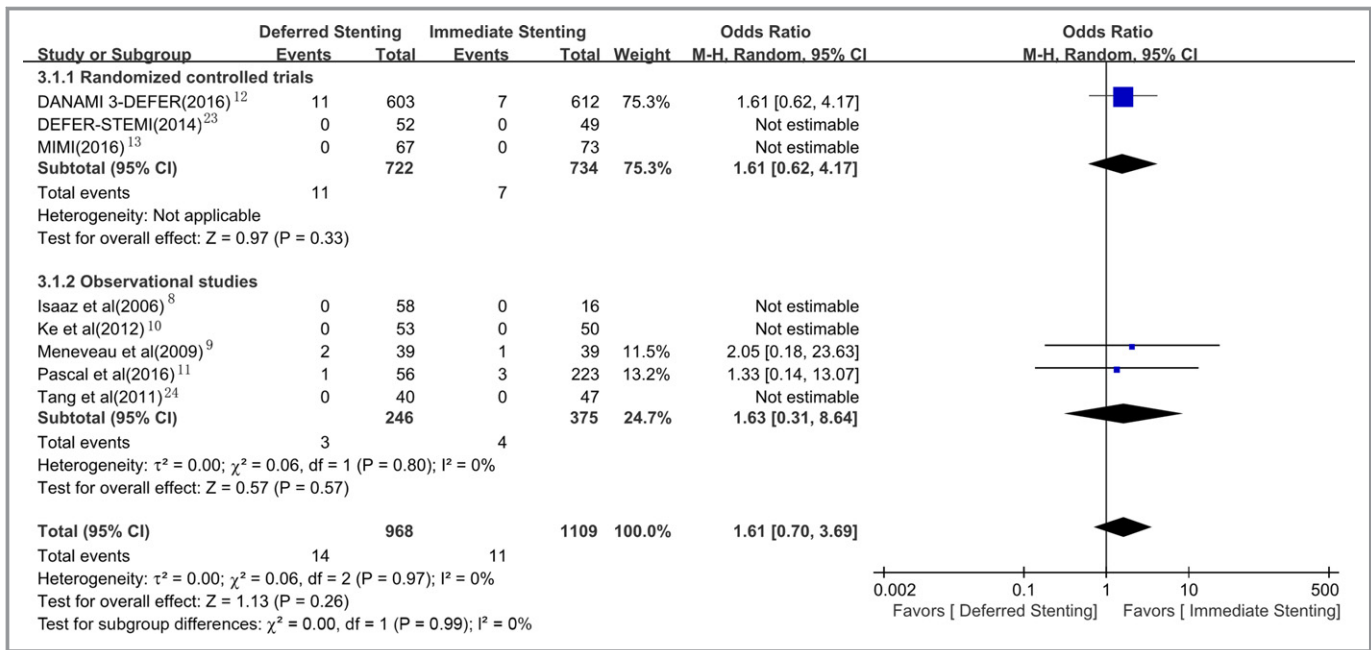 Deferred Stenting Immediate Stenting Odds Ratio Odds Ratio
Study or Subgroup Events Total Events Total Weight M-H, Random, 95% CI M-H, Random, 95% CI
3.1.1 Randomized controlled trials
DANAMI 3-DEFER(2016)12 11 603 7 612 75.3% 1.61 [0.62, 4.17]
DEFER-STEMI(2014)23 0 52 0 49 Not estimable
MIMI(2016)13 0 67 0 73 Not estimable
Subtotal (95% CI) 722 734 75.3% 1.61 [0.62, 4.17]
Total events 11 7
Heterogeneity: Not applicable
Test for overall effect: Z = 0.97 (P = 0.33)
3.1.2 Observational studies
Isaaz et al(2006)8 0 58 0 16 Not estimable
Ke et al(2012)10 0 53 0 50 Not estimable
Meneveau et al(2009)9 2 39 1 39 11.5% 2.05 [0.18, 23.63]
Pascal et al(2016)11 1 56 3 223 13.2% 1.33 [0.14, 13.07]
Tang et al(2011)24 0 40 0 47 Not estimable
Subtotal (95% CI) 246 375 24.7% 1.63 [0.31, 8.64]
Total events 3 4
Heterogeneity: τ² = 0.00; χ² = 0.06, df = 1 (P = 0.80); I² = 0%
Test for overall effect: Z = 0.57 (P = 0.57)
Total (95% CI) 968 1109 100.0% 1.61 [0.70, 3.69]
Total events 14 11
Heterogeneity: τ² = 0.00; χ² = 0.06, df = 2 (P = 0.97); I² = 0%
Test for overall effect: Z = 1.13 (P = 0.26)
Test for subgroup differences: χ² = 0.00, df = 1 (P = 0.99); I² = 0%
0.002 0.1 1 10 500
Favors [ Deferred Stenting] Favors [ Immediate Stenting]